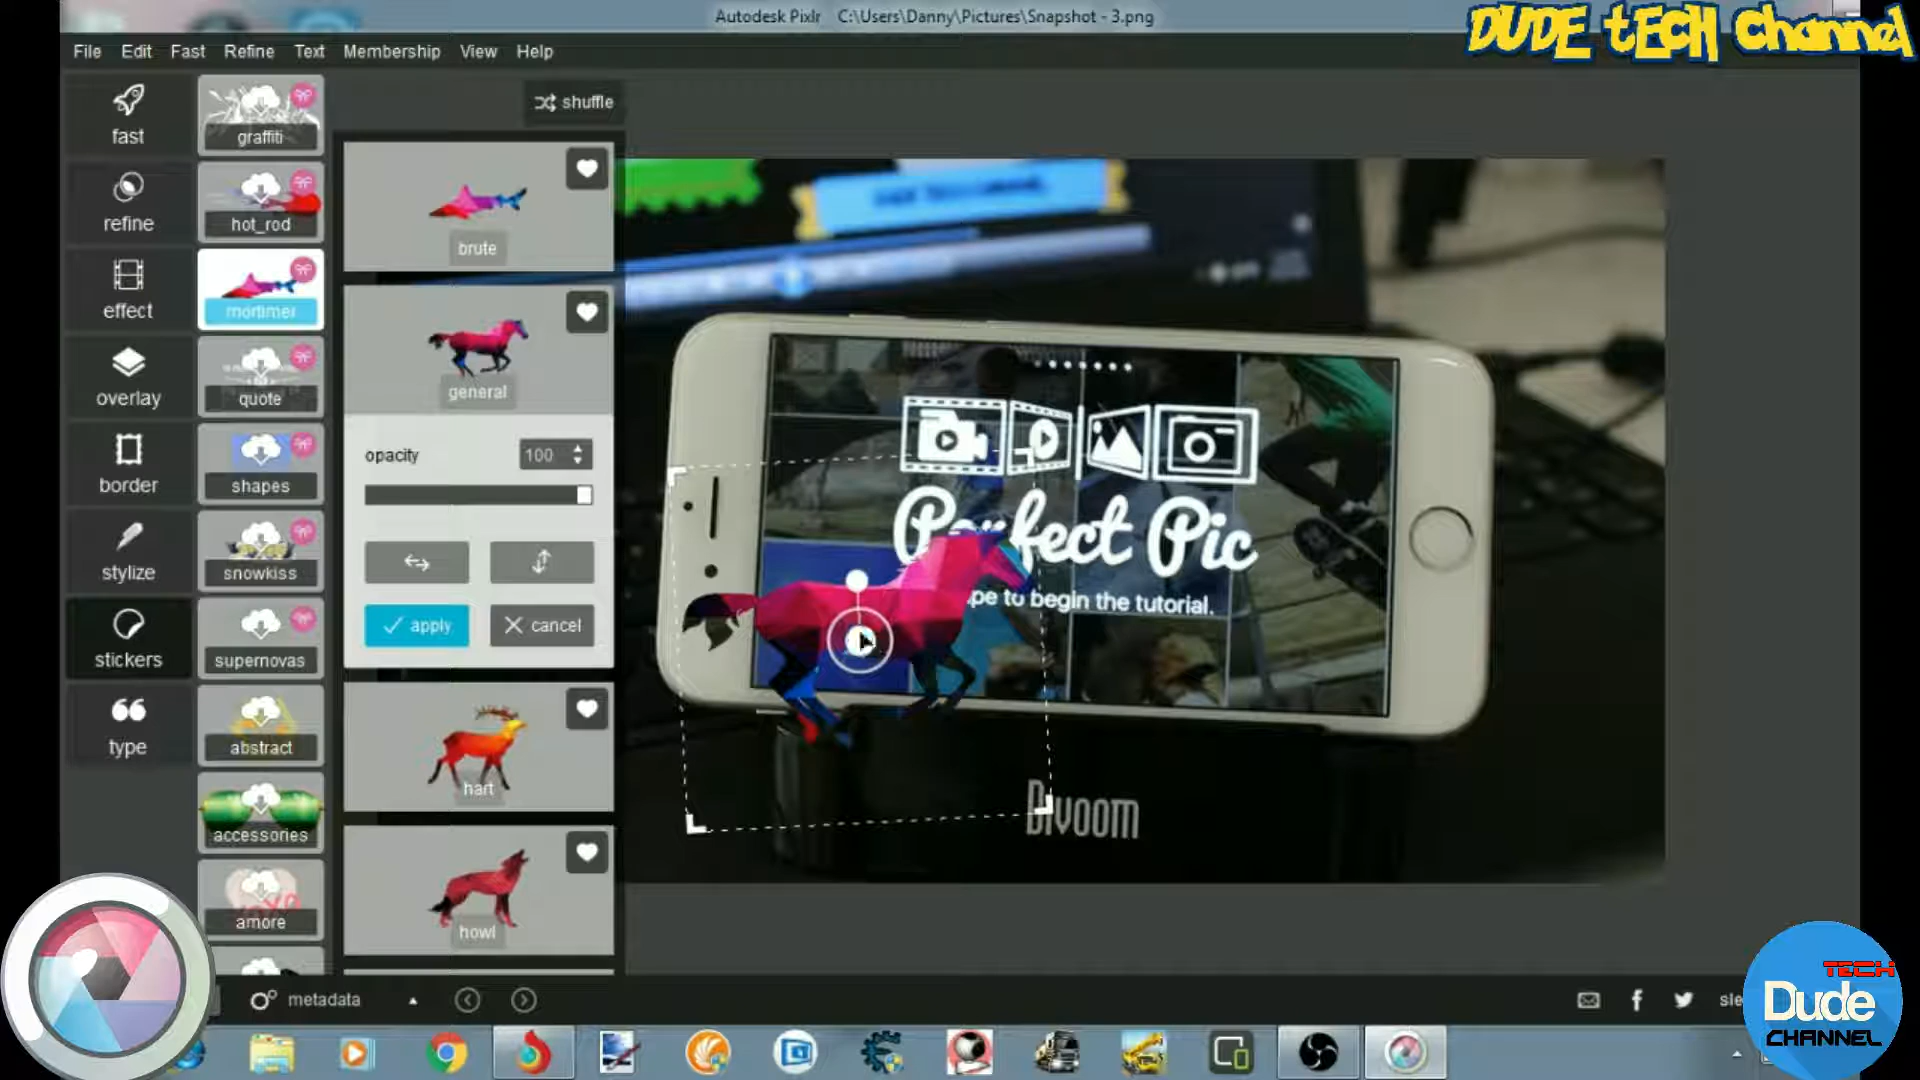 Autodesk Pixlr C:\Users\Danny\Pictures\Snapshot - 3.png
DUDE tECH Channel
File Edit Fast Refine Text Membership View Help
shuffle
fast
refine
effect
overlay
border
stylize
stickers
type
graffiti
hot_rod
mortimer
quote
shapes
snowkiss
supernovas
abstract
accessories
amore
brute
general
opacity 100
apply
cancel
hart
howl
Perfect Pic
pe to begin the tutorial.
Divoom
metadata
sle
TECH
Dude
CHANNEL